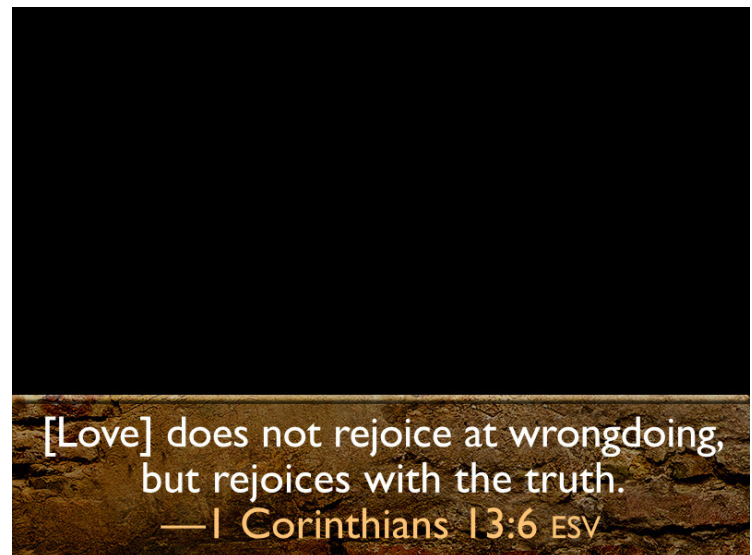 [Love] does not rejoice at wrongdoing,
but rejoices with the truth.
—1 Corinthians 13:6 ESV